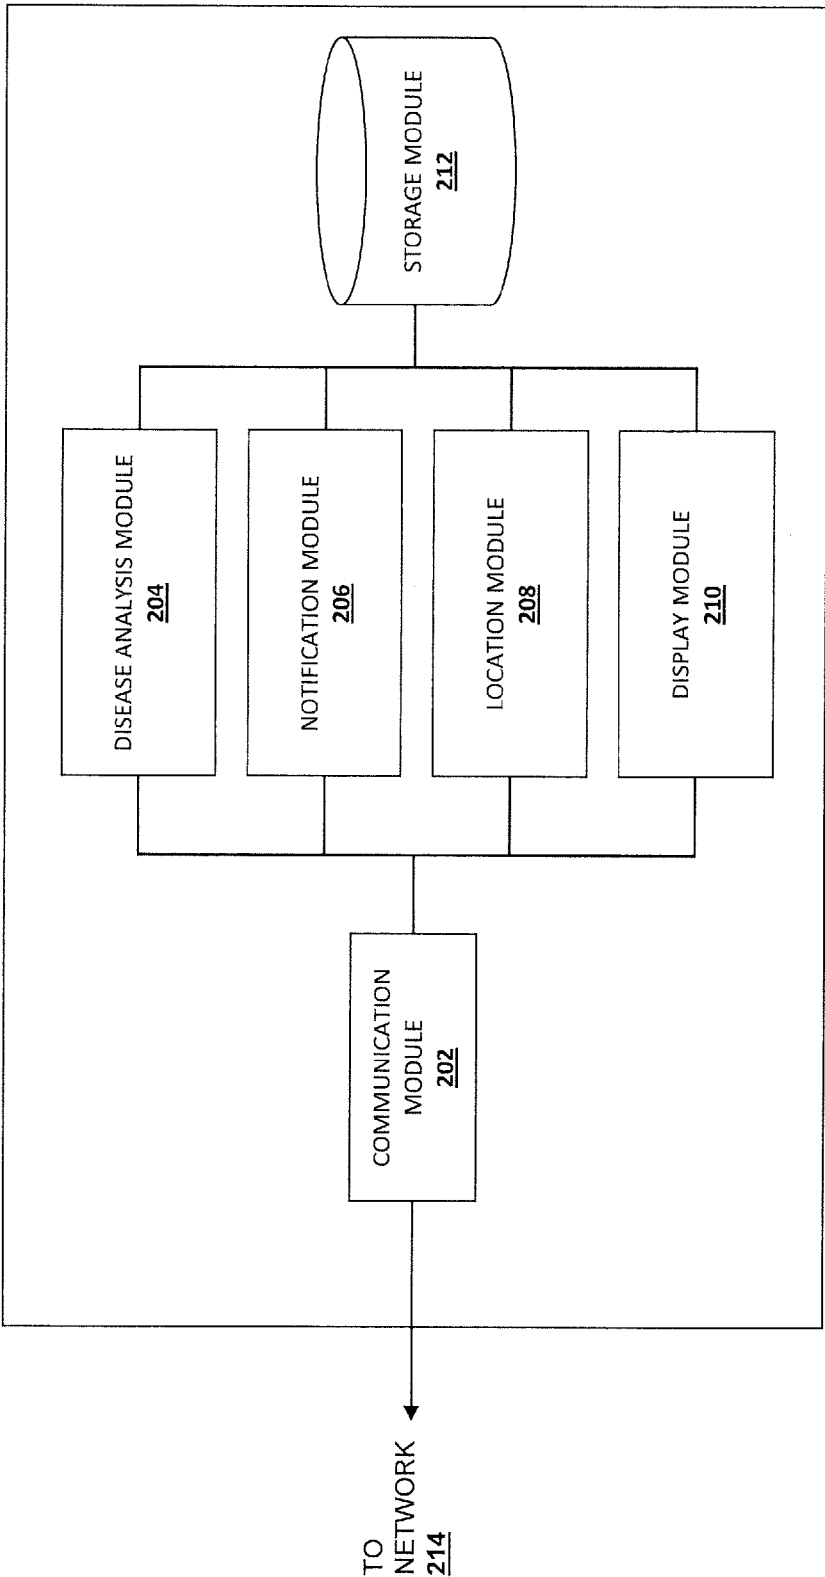 TO
NETWORK
214
COMMUNICATION
MODULE
202
DISEASE ANALYSIS MODULE
204
NOTIFICATION MODULE
206
LOCATION MODULE
208
DISPLAY MODULE
210
STORAGE MODULE
212